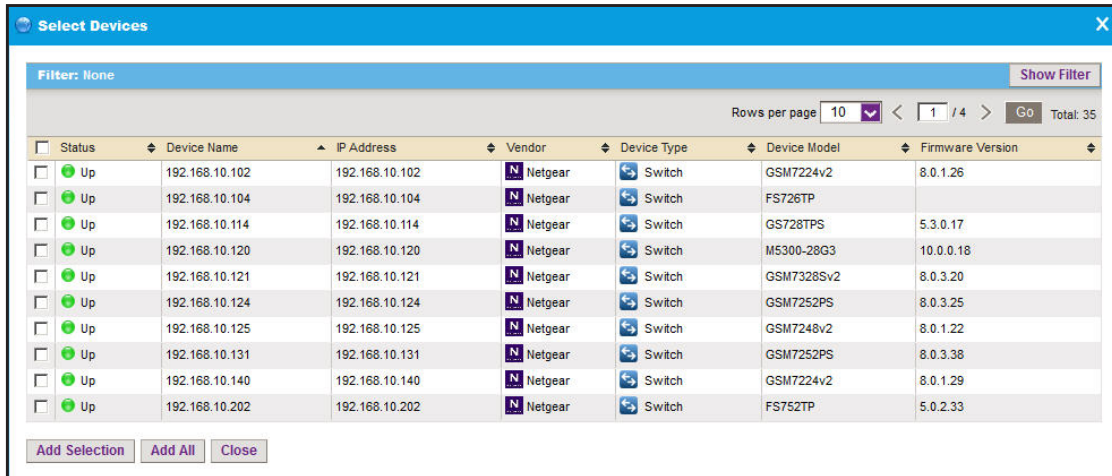 Select Devices X
Filter: None Show Filter
Rows per page 10 < 1 / 4 > Go Total: 35
Status Device Name IP Address Vendor Device Type Device Model Firmware Version
Up 192.168.10.102 192.168.10.102 N Netgear Switch GSM7224v2 8.0.1.26
Up 192.168.10.104 192.168.10.104 N Netgear Switch FS726TP
Up 192.168.10.114 192.168.10.114 N Netgear Switch GS728TPS 5.3.0.17
Up 192.168.10.120 192.168.10.120 N Netgear Switch M5300-28G3 10.0.0.18
Up 192.168.10.121 192.168.10.121 N Netgear Switch GSM7328Sv2 8.0.3.20
Up 192.168.10.124 192.168.10.124 N Netgear Switch GSM7252PS 8.0.3.25
Up 192.168.10.125 192.168.10.125 N Netgear Switch GSM7248v2 8.0.1.22
Up 192.168.10.131 192.168.10.131 N Netgear Switch GSM7252PS 8.0.3.38
Up 192.168.10.140 192.168.10.140 N Netgear Switch GSM7224v2 8.0.1.29
Up 192.168.10.202 192.168.10.202 N Netgear Switch FS752TP 5.0.2.33
Add Selection Add All Close